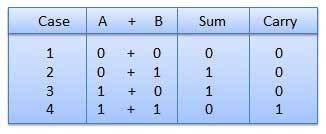 Case A + B Sum Carry
1 0 + 0 0 0
2 0 + 1 1 0
3 1 + 0 1 0
4 1 + 1 0 1